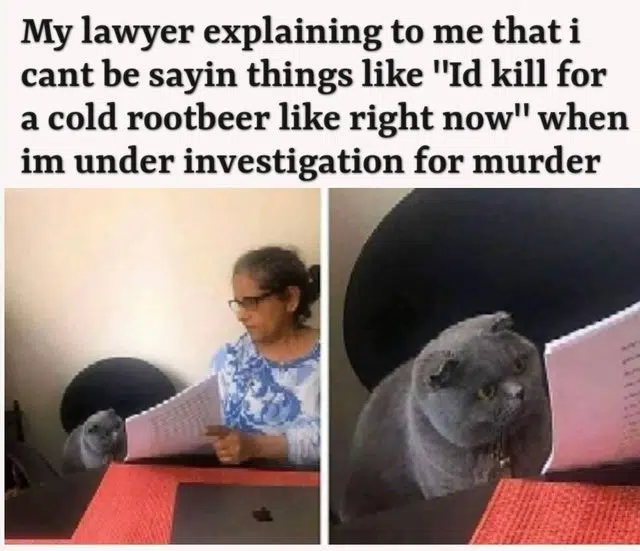 My lawyer explaining to me that i
cant be sayin things like "Id kill for
a cold rootbeer like right now" when
im under investigation for murder